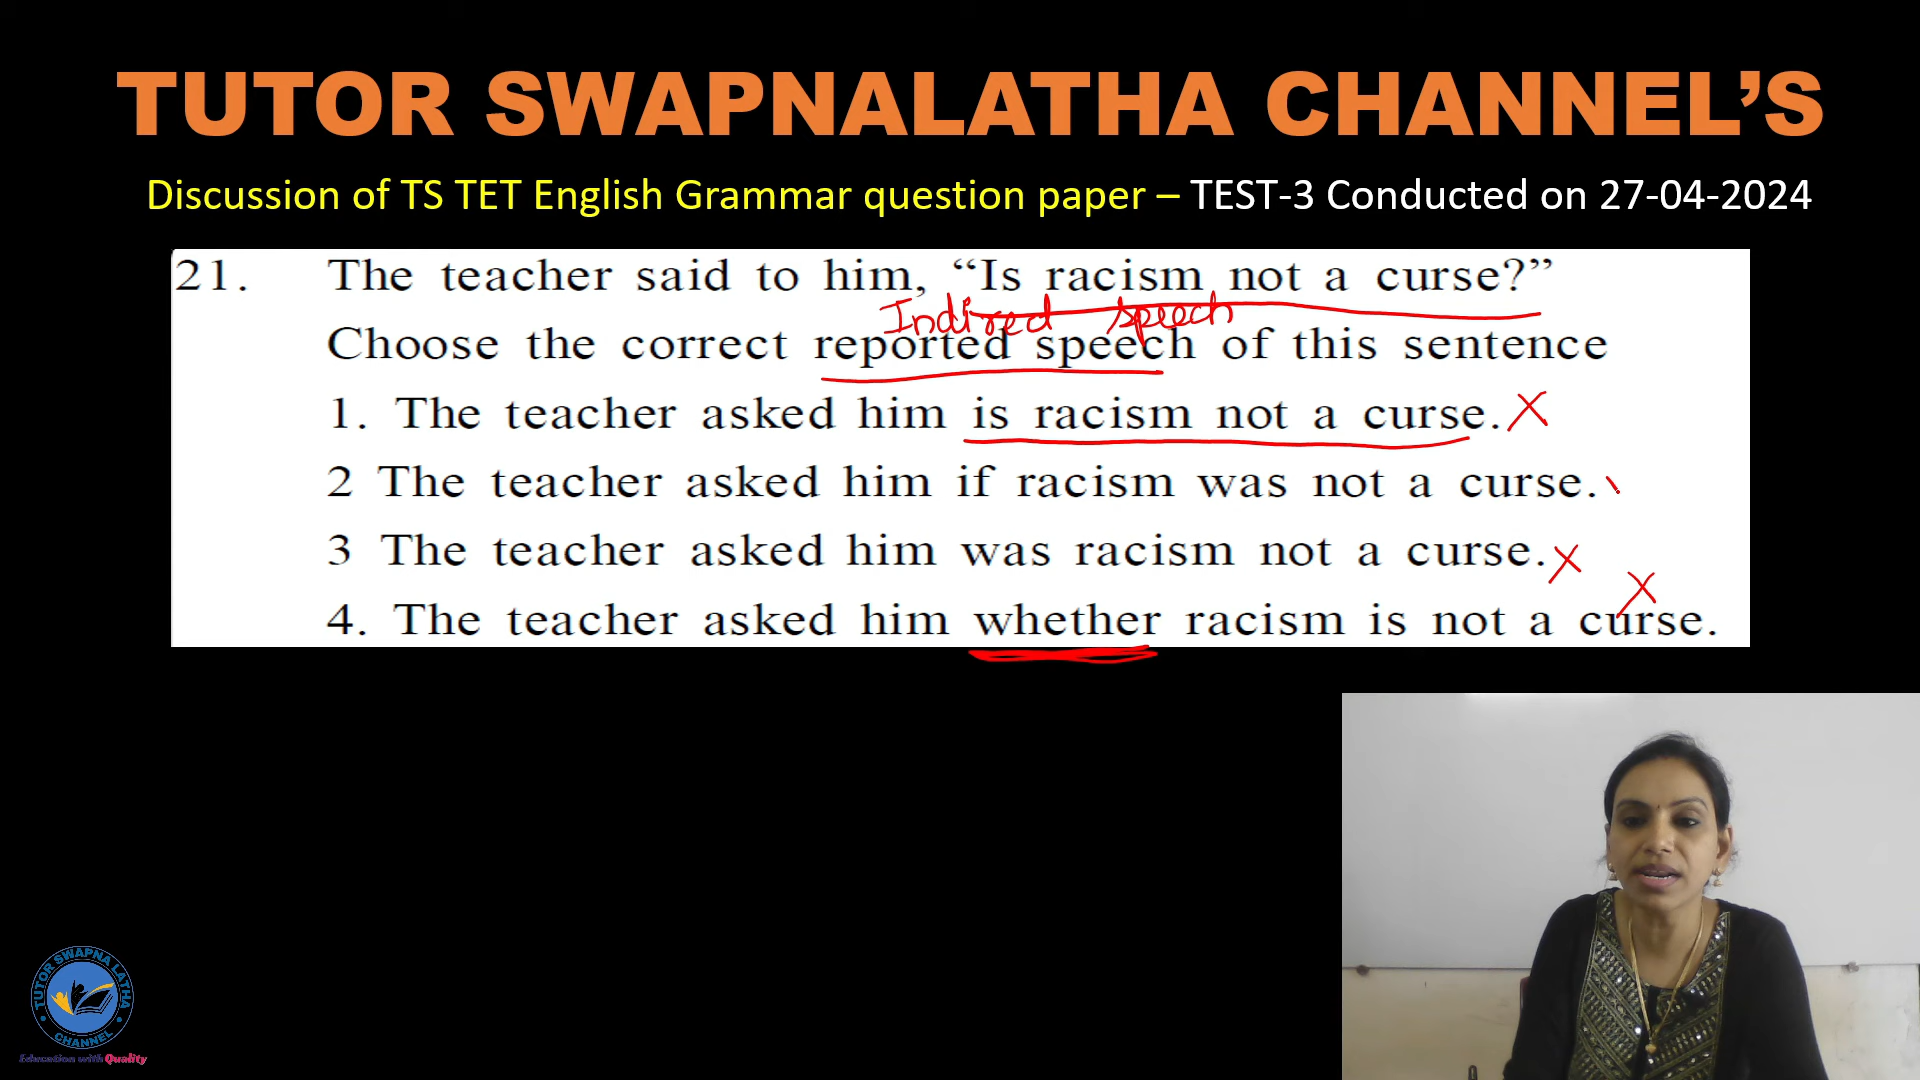 TUTOR SWAPNALATHA CHANNEL’S
Discussion of TS TET English Grammar question paper – TEST-3 Conducted on 27-04-2024
21. The teacher said to him, “Is racism not a curse?”
Indirect speech
Choose the correct reported speech of this sentence
1. The teacher asked him is racism not a curse. X
2 The teacher asked him if racism was not a curse.
3 The teacher asked him was racism not a curse. X
X
4. The teacher asked him whether racism is not a curse.
TUTOR SWAPNA LATHA
CHANNEL
Education with Quality